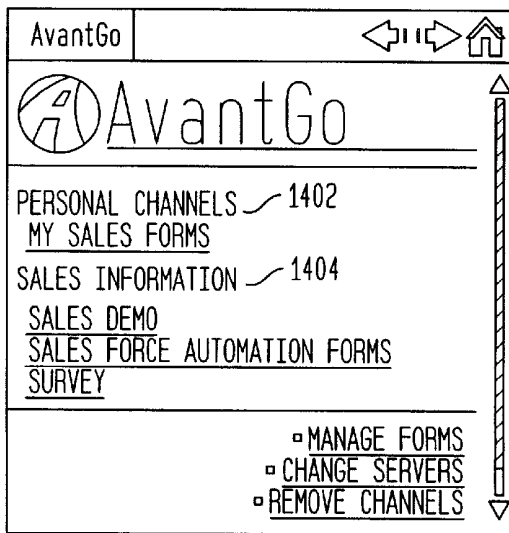 AvantGo
AvantGo
PERSONAL CHANNELS 1402
MY SALES FORMS
SALES INFORMATION 1404
SALES DEMO
SALES FORCE AUTOMATION FORMS
SURVEY
MANAGE FORMS
CHANGE SERVERS
REMOVE CHANNELS